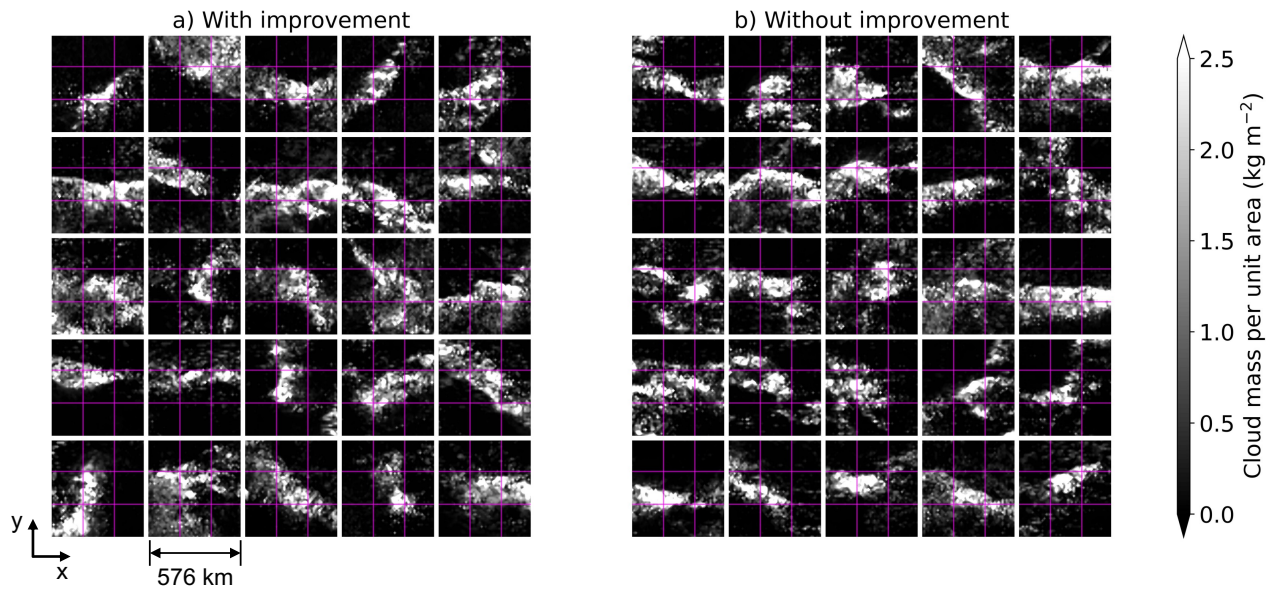 a) With improvement
b) Without improvement
2.5
2.0
1.5
1.0
0.5
0.0
Cloud mass per unit area (kg m⁻²)
y
x
576 km